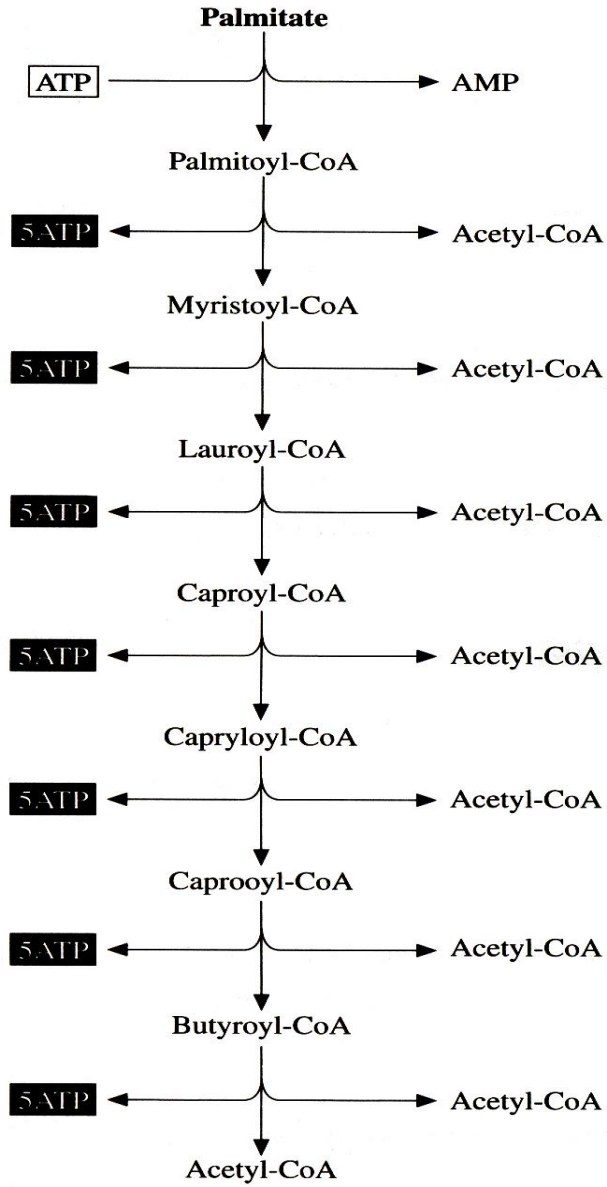 Palmitate
ATP AMP
Palmitoyl-CoA
5ATP Acetyl-CoA
Myristoyl-CoA
5ATP Acetyl-CoA
Lauroyl-CoA
5ATP Acetyl-CoA
Caproyl-CoA
5ATP Acetyl-CoA
Capryloyl-CoA
5ATP Acetyl-CoA
Caprooyl-CoA
5ATP Acetyl-CoA
Butyroyl-CoA
5ATP Acetyl-CoA
Acetyl-CoA